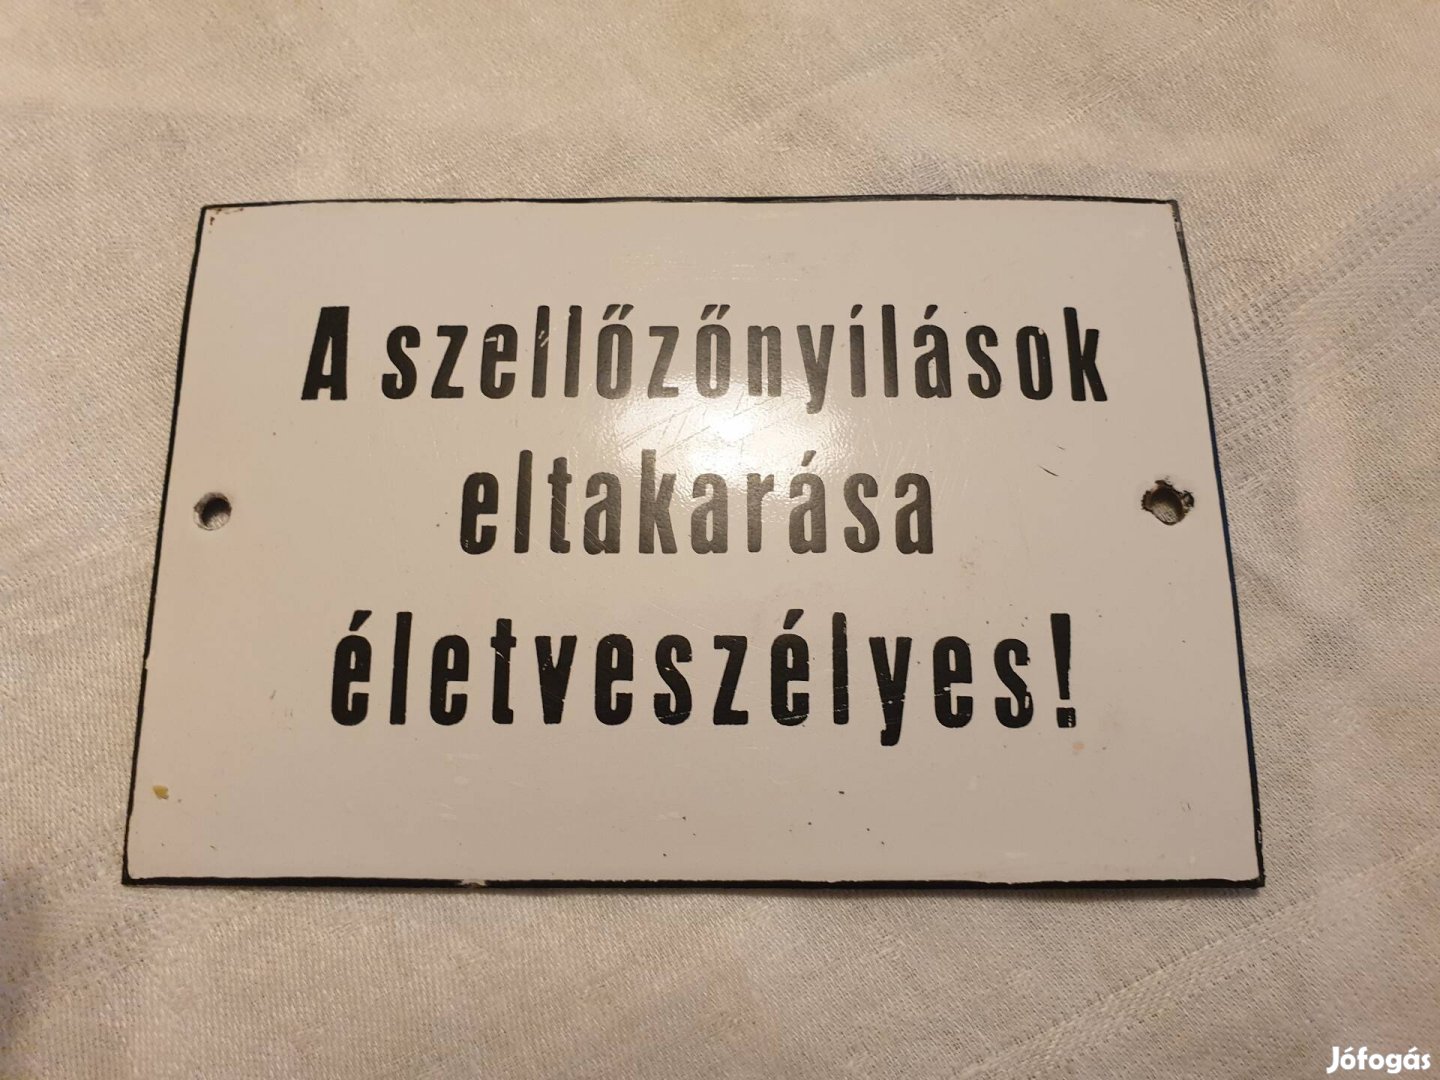 A szellőzőnyílások
eltakarása
életveszélyes!
Jófogás